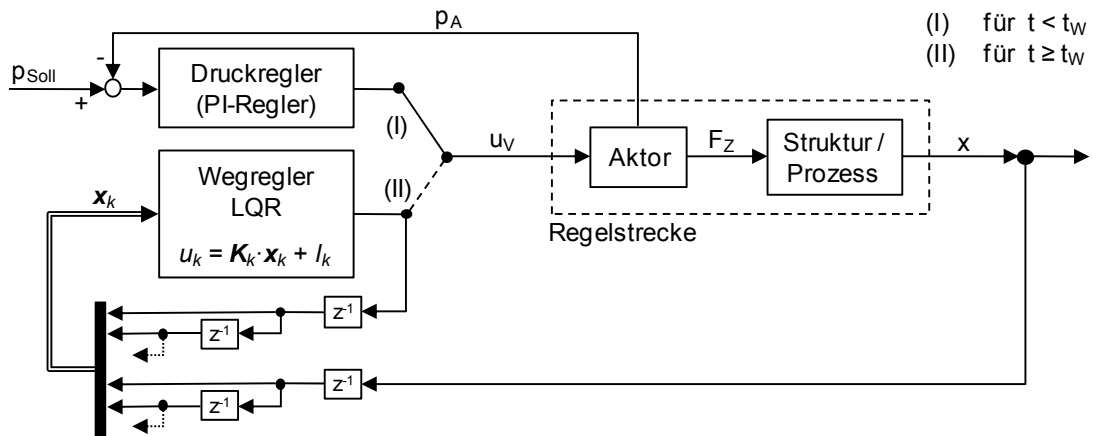 p_A
(I) für t < t_W
(II) für t ≥ t_W
p_Soll
-
+
Druckregler
(PI-Regler)
(I)
u_V
Aktor
F_Z
Struktur /
Prozess
x
Regelstrecke
(II)
x_k
Wegregler
LQR
u_k = K_k·x_k + l_k
z⁻¹
z⁻¹
z⁻¹
z⁻¹